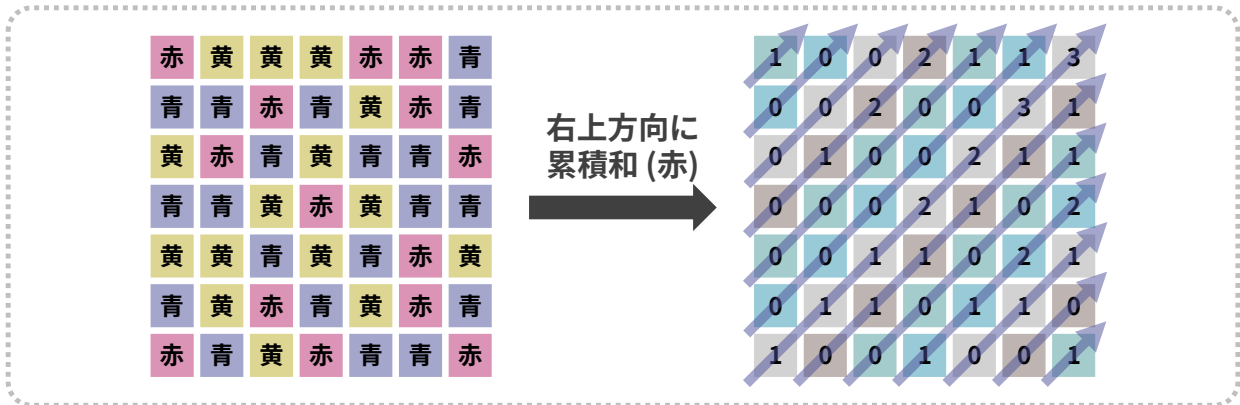 赤 黄 黄 黄 赤 赤 青
青 青 赤 青 黄 赤 青
黄 赤 青 黄 青 青 赤
青 青 黄 赤 黄 青 青
黄 黄 青 黄 青 赤 黄
青 黄 赤 青 黄 赤 青
赤 青 黄 赤 青 青 赤
右上方向に
累積和 (赤)
1 0 0 2 1 1 3
0 0 2 0 0 3 1
0 1 0 0 2 1 1
0 0 0 2 1 0 2
0 0 1 1 0 2 1
0 1 1 0 1 1 0
1 0 0 1 0 0 1